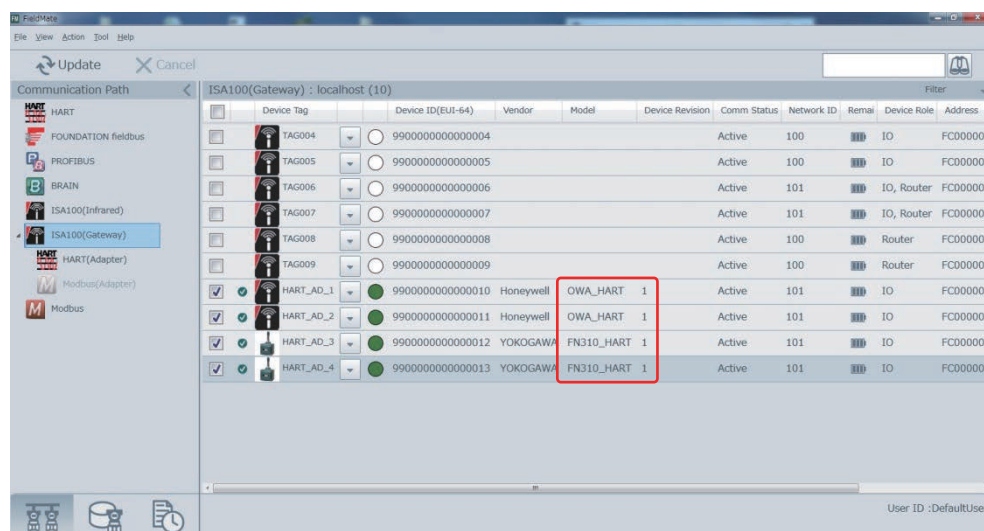 FieldMate
File View Action Tool Help
Update Cancel
Communication Path ISA100(Gateway) : localhost (10) Filter
HART
FOUNDATION fieldbus
PROFIBUS
BRAIN
ISA100(Infrared)
ISA100(Gateway)
HART(Adapter)
Modbus(Adapter)
Modbus
Device Tag Device ID(EUI-64) Vendor Model Device Revision Comm Status Network ID Remai Device Role Address
TAG004 9900000000000004 Active 100 IO FC00000
TAG005 9900000000000005 Active 100 IO FC00000
TAG006 9900000000000006 Active 101 IO, Router FC00000
TAG007 9900000000000007 Active 101 IO, Router FC00000
TAG008 9900000000000008 Active 100 Router FC00000
TAG009 9900000000000009 Active 100 Router FC00000
HART_AD_1 9900000000000010 Honeywell OWA_HART 1 Active 101 IO FC00000
HART_AD_2 9900000000000011 Honeywell OWA_HART 1 Active 101 IO FC00000
HART_AD_3 9900000000000012 YOKOGAWA FN310_HART 1 Active 101 IO FC00000
HART_AD_4 9900000000000013 YOKOGAWA FN310_HART 1 Active 101 IO FC00000
User ID :DefaultUse